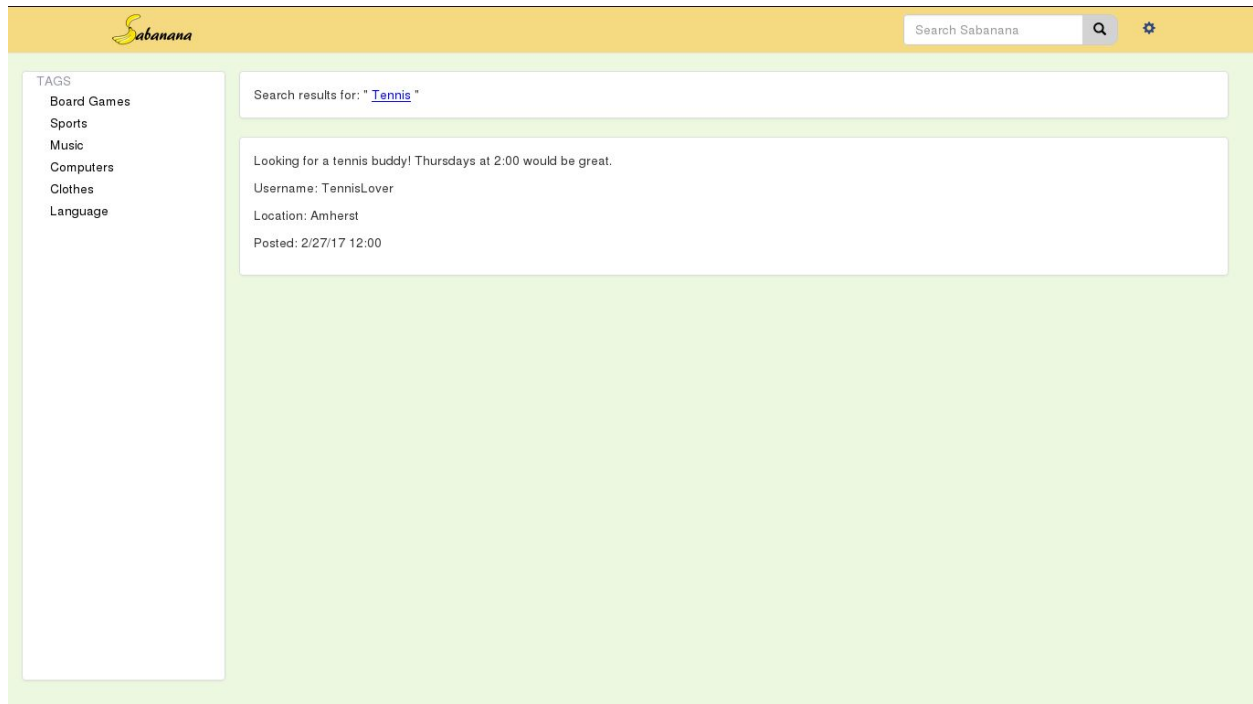 Sabanana
Search Sabanana
TAGS
Board Games
Sports
Music
Computers
Clothes
Language
Search results for: " Tennis "
Looking for a tennis buddy! Thursdays at 2:00 would be great.
Username: TennisLover
Location: Amherst
Posted: 2/27/17 12:00